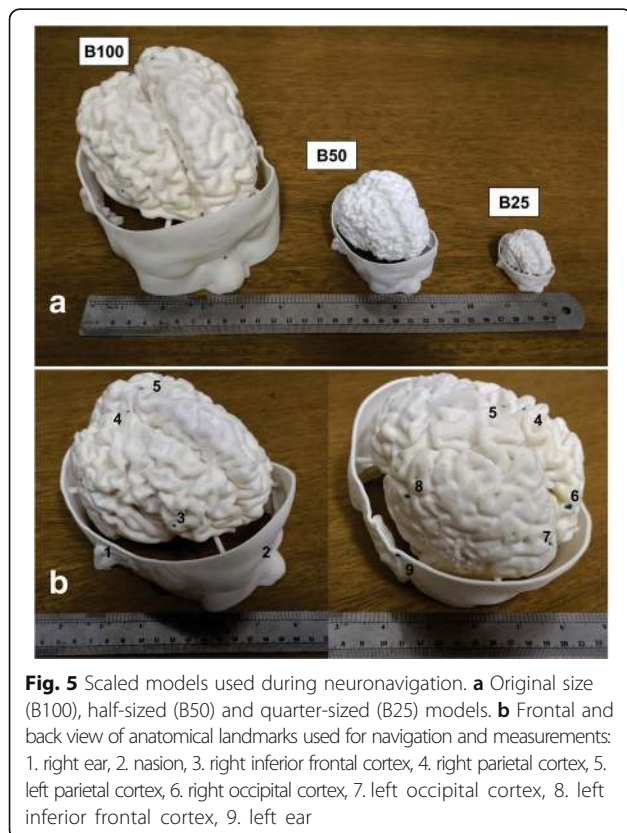 B100
B50
B25
a
5
4
3
1
2
b
5
4
8
6
7
9
Fig. 5 Scaled models used during neuronavigation. a Original size
(B100), half-sized (B50) and quarter-sized (B25) models. b Frontal and
back view of anatomical landmarks used for navigation and measurements:
1. right ear, 2. nasion, 3. right inferior frontal cortex, 4. right parietal cortex, 5.
left parietal cortex, 6. right occipital cortex, 7. left occipital cortex, 8. left
inferior frontal cortex, 9. left ear